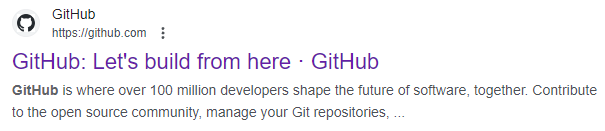 GitHub
https://github.com
GitHub: Let's build from here · GitHub
GitHub is where over 100 million developers shape the future of software, together. Contribute
to the open source community, manage your Git repositories, ...